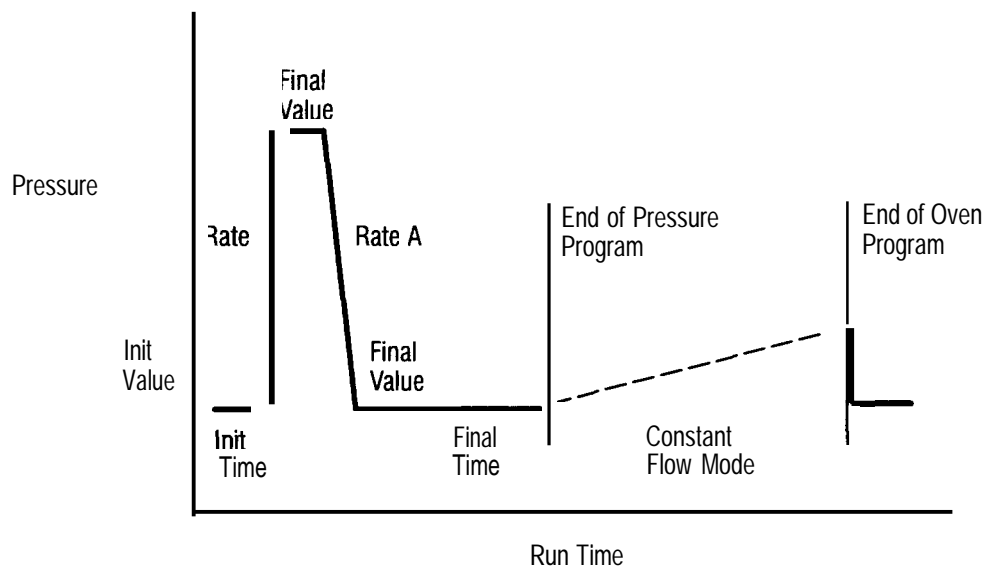 Final
Value
Pressure
Rate
Rate A
End of Pressure
Program
End of Oven
Program
Init
Value
Final
Value
Init
Time
Final
Time
Constant
Flow Mode
Run Time